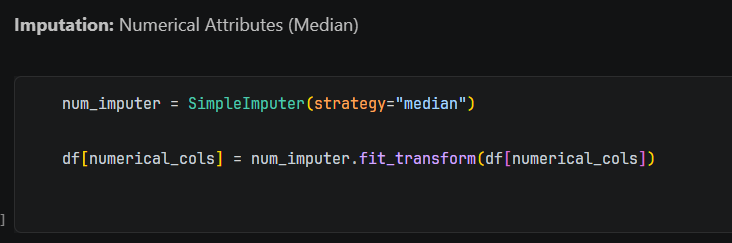 Imputation: Numerical Attributes (Median)
num_imputer = SimpleImputer(strategy="median")
df[numerical_cols] = num_imputer.fit_transform(df[numerical_cols])
]